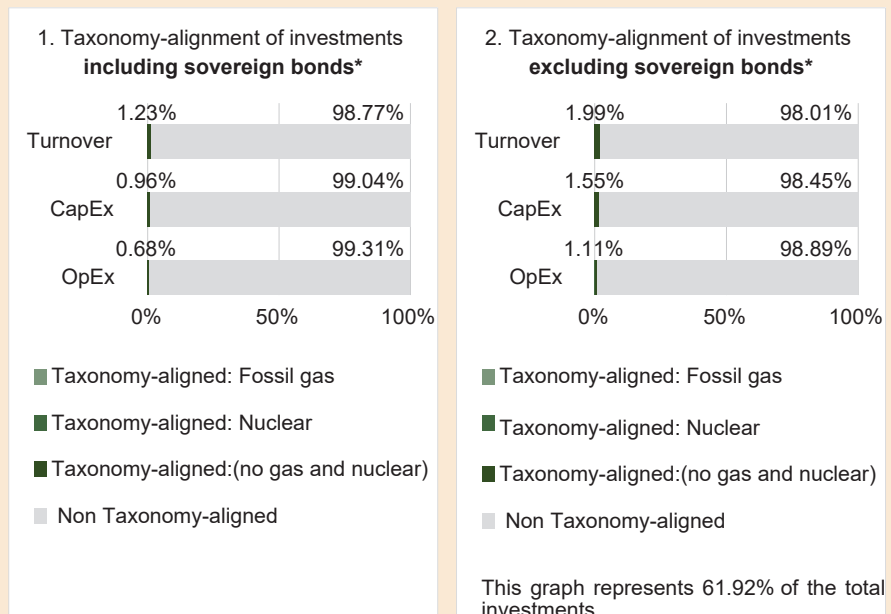 1. Taxonomy-alignment of investments
including sovereign bonds*
1.23% 98.77%
Turnover
0.96% 99.04%
CapEx
0.68% 99.31%
OpEx
0% 50% 100%
Taxonomy-aligned: Fossil gas
Taxonomy-aligned: Nuclear
Taxonomy-aligned:(no gas and nuclear)
Non Taxonomy-aligned
2. Taxonomy-alignment of investments
excluding sovereign bonds*
1.99% 98.01%
Turnover
1.55% 98.45%
CapEx
1.11% 98.89%
OpEx
0% 50% 100%
Taxonomy-aligned: Fossil gas
Taxonomy-aligned: Nuclear
Taxonomy-aligned:(no gas and nuclear)
Non Taxonomy-aligned
This graph represents 61.92% of the total
investments